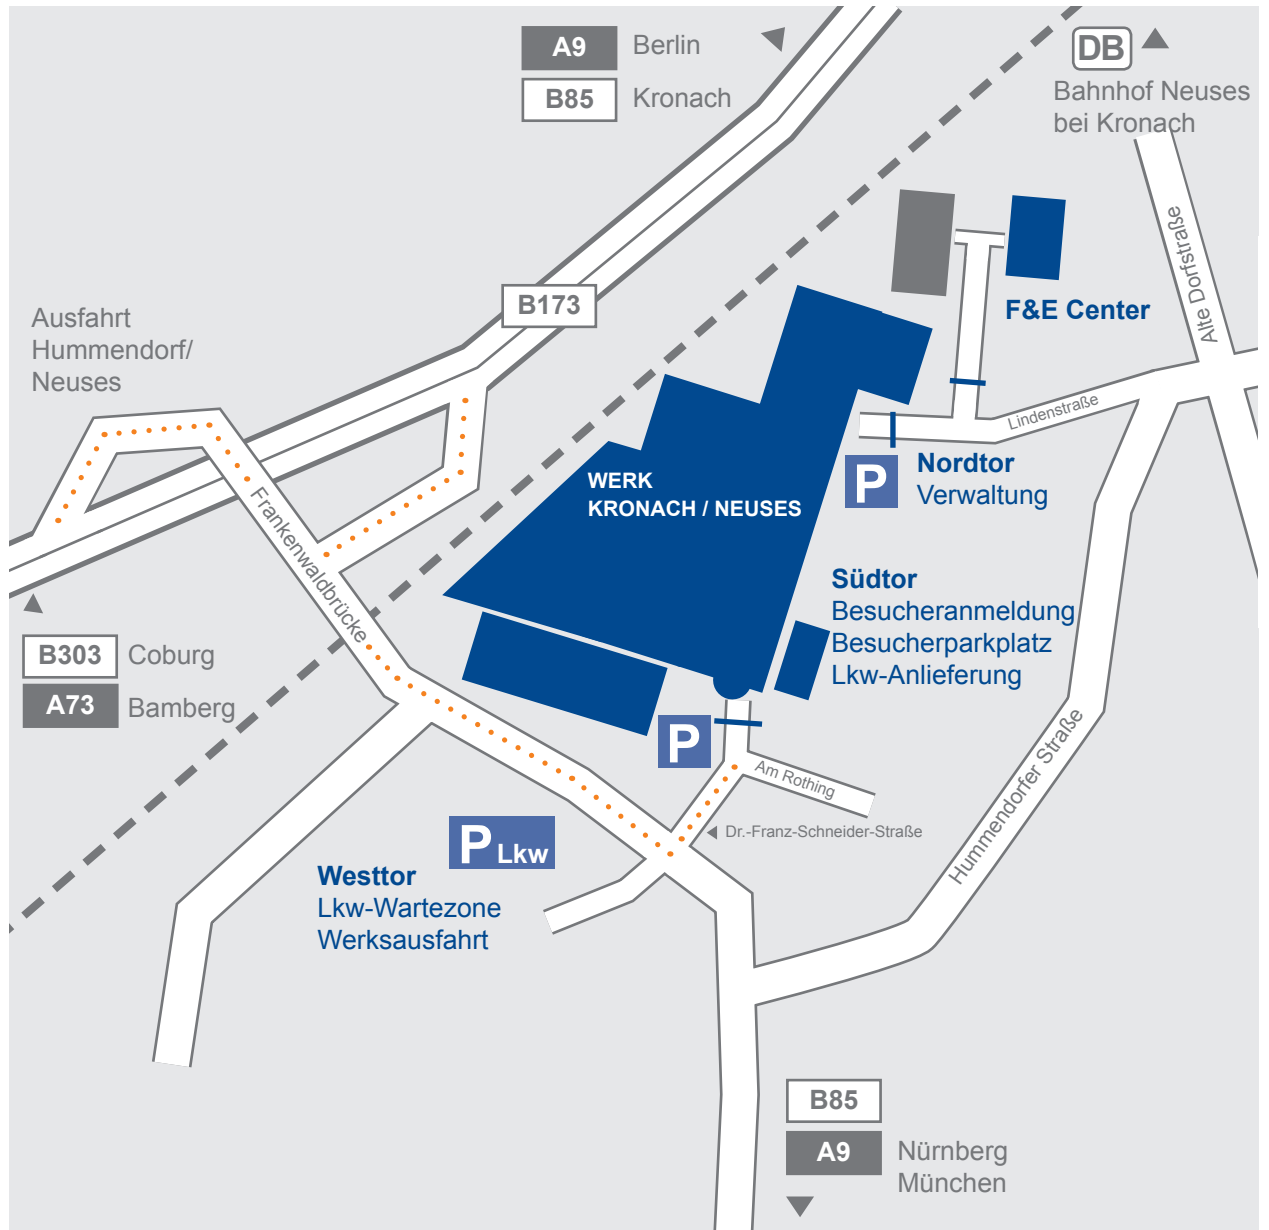 A9 Berlin
B85 Kronach
DB
Bahnhof Neuses
bei Kronach
Alte Dorfstraße
B173
Ausfahrt
Hummendorf/
Neuses
F&E Center
Lindenstraße
Frankenwaldbrücke
WERK
KRONACH / NEUSES
P
Nordtor
Verwaltung
Südtor
Besucheranmeldung
Besucherparkplatz
Lkw-Anlieferung
B303 Coburg
A73 Bamberg
P
Am Rothing
Dr.-Franz-Schneider-Straße
Hummendorfer Straße
P Lkw
Westtor
Lkw-Wartezone
Werksausfahrt
B85
A9 Nürnberg
München